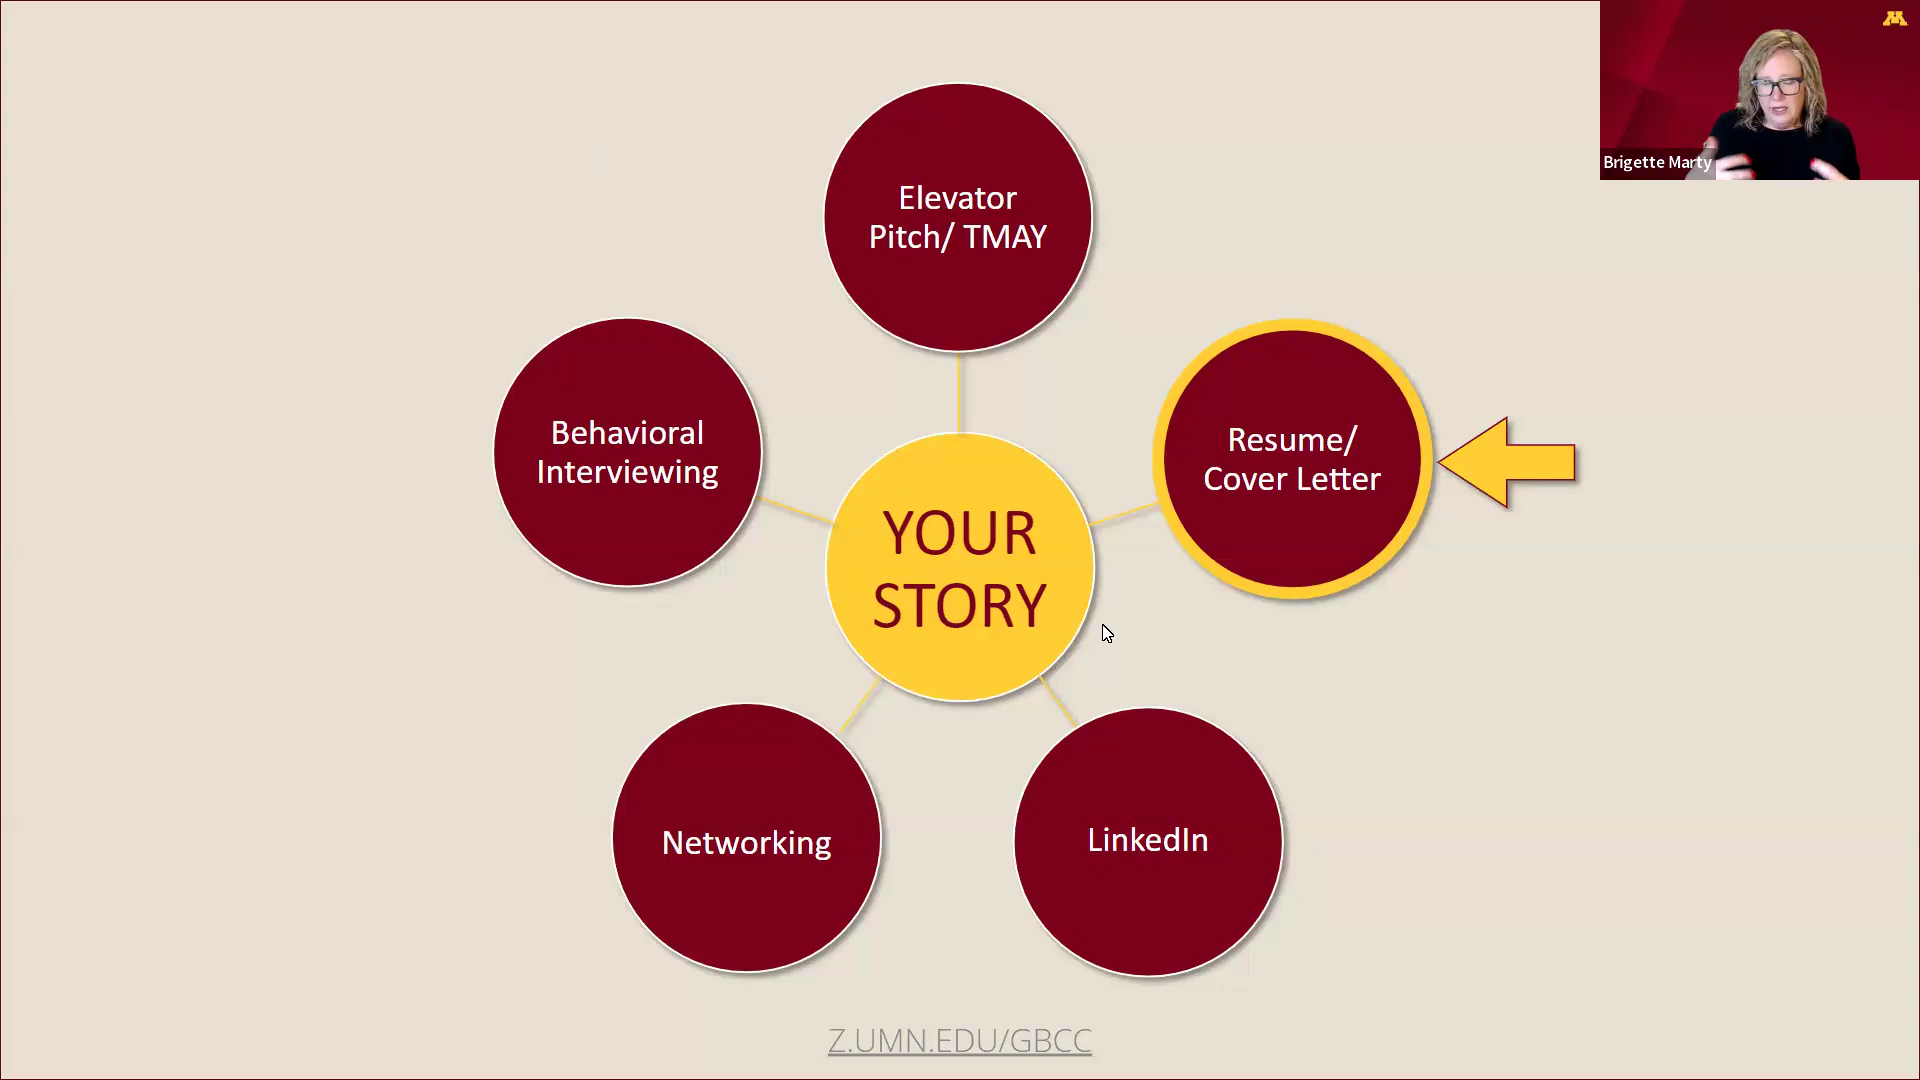 Elevator
Pitch/ TMAY
Behavioral
Interviewing
Resume/
Cover Letter
YOUR
STORY
Networking
LinkedIn
Z.UMN.EDU/GBCC
Brigette Marty
M